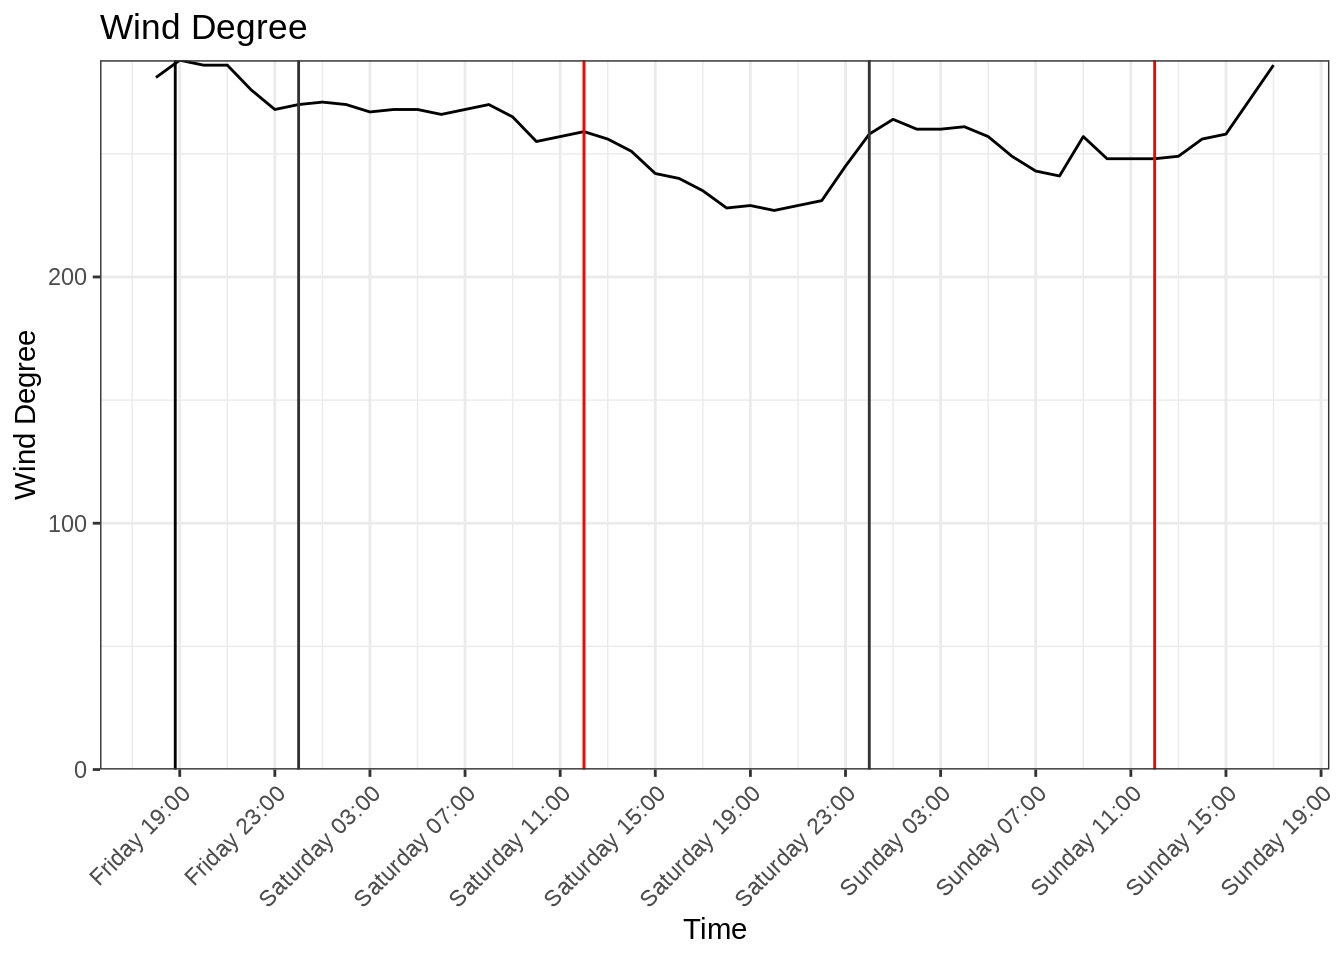 Wind Degree
Wind Degree
200
100
0
Friday 19:00
Friday 23:00
Saturday 03:00
Saturday 07:00
Saturday 11:00
Saturday 15:00
Saturday 19:00
Saturday 23:00
Sunday 03:00
Sunday 07:00
Sunday 11:00
Sunday 15:00
Sunday 19:00
Time